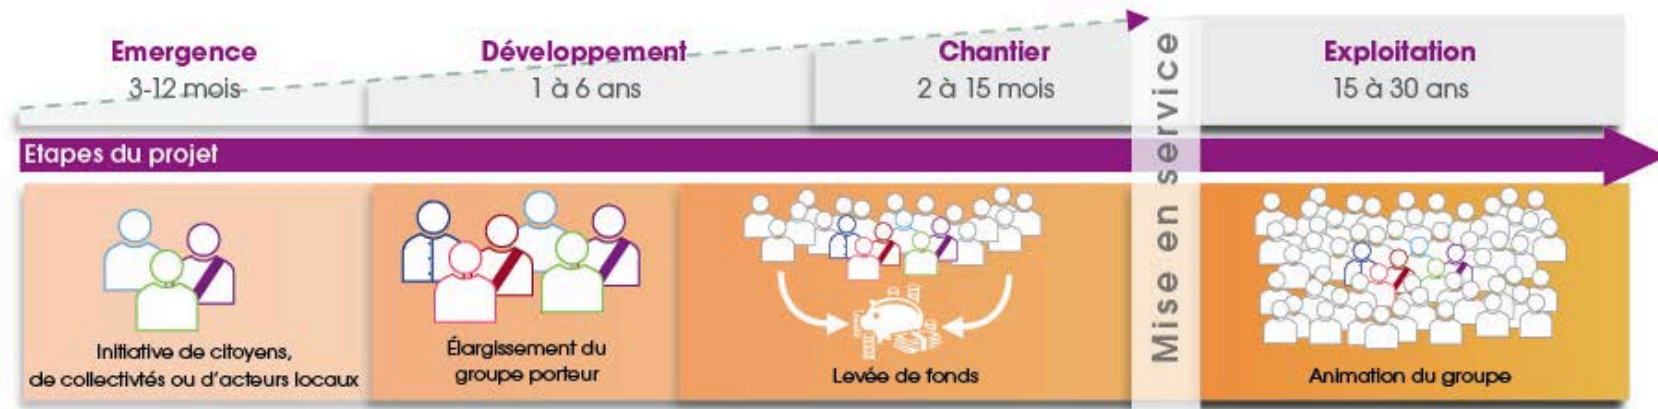 Emergence
3-12 mois
Développement
1 à 6 ans
Chantier
2 à 15 mois
Mise en service
Exploitation
15 à 30 ans
Etapes du projet
Initiative de citoyens,
de collectivtés ou d'acteurs locaux
Élargissement du
groupe porteur
Levée de fonds
Animation du groupe